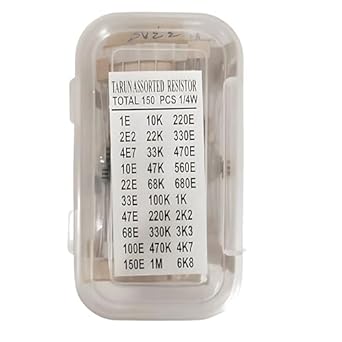 TARUN ASSORTED RESISTOR
TOTAL 150 PCS 1/4W
1E 10K 220E
2E2 22K 330E
4E7 33K 470E
10E 47K 560E
22E 68K 680E
33E 100K 1K
47E 220K 2K2
68E 330K 3K3
100E 470K 4K7
150E 1M 6K8